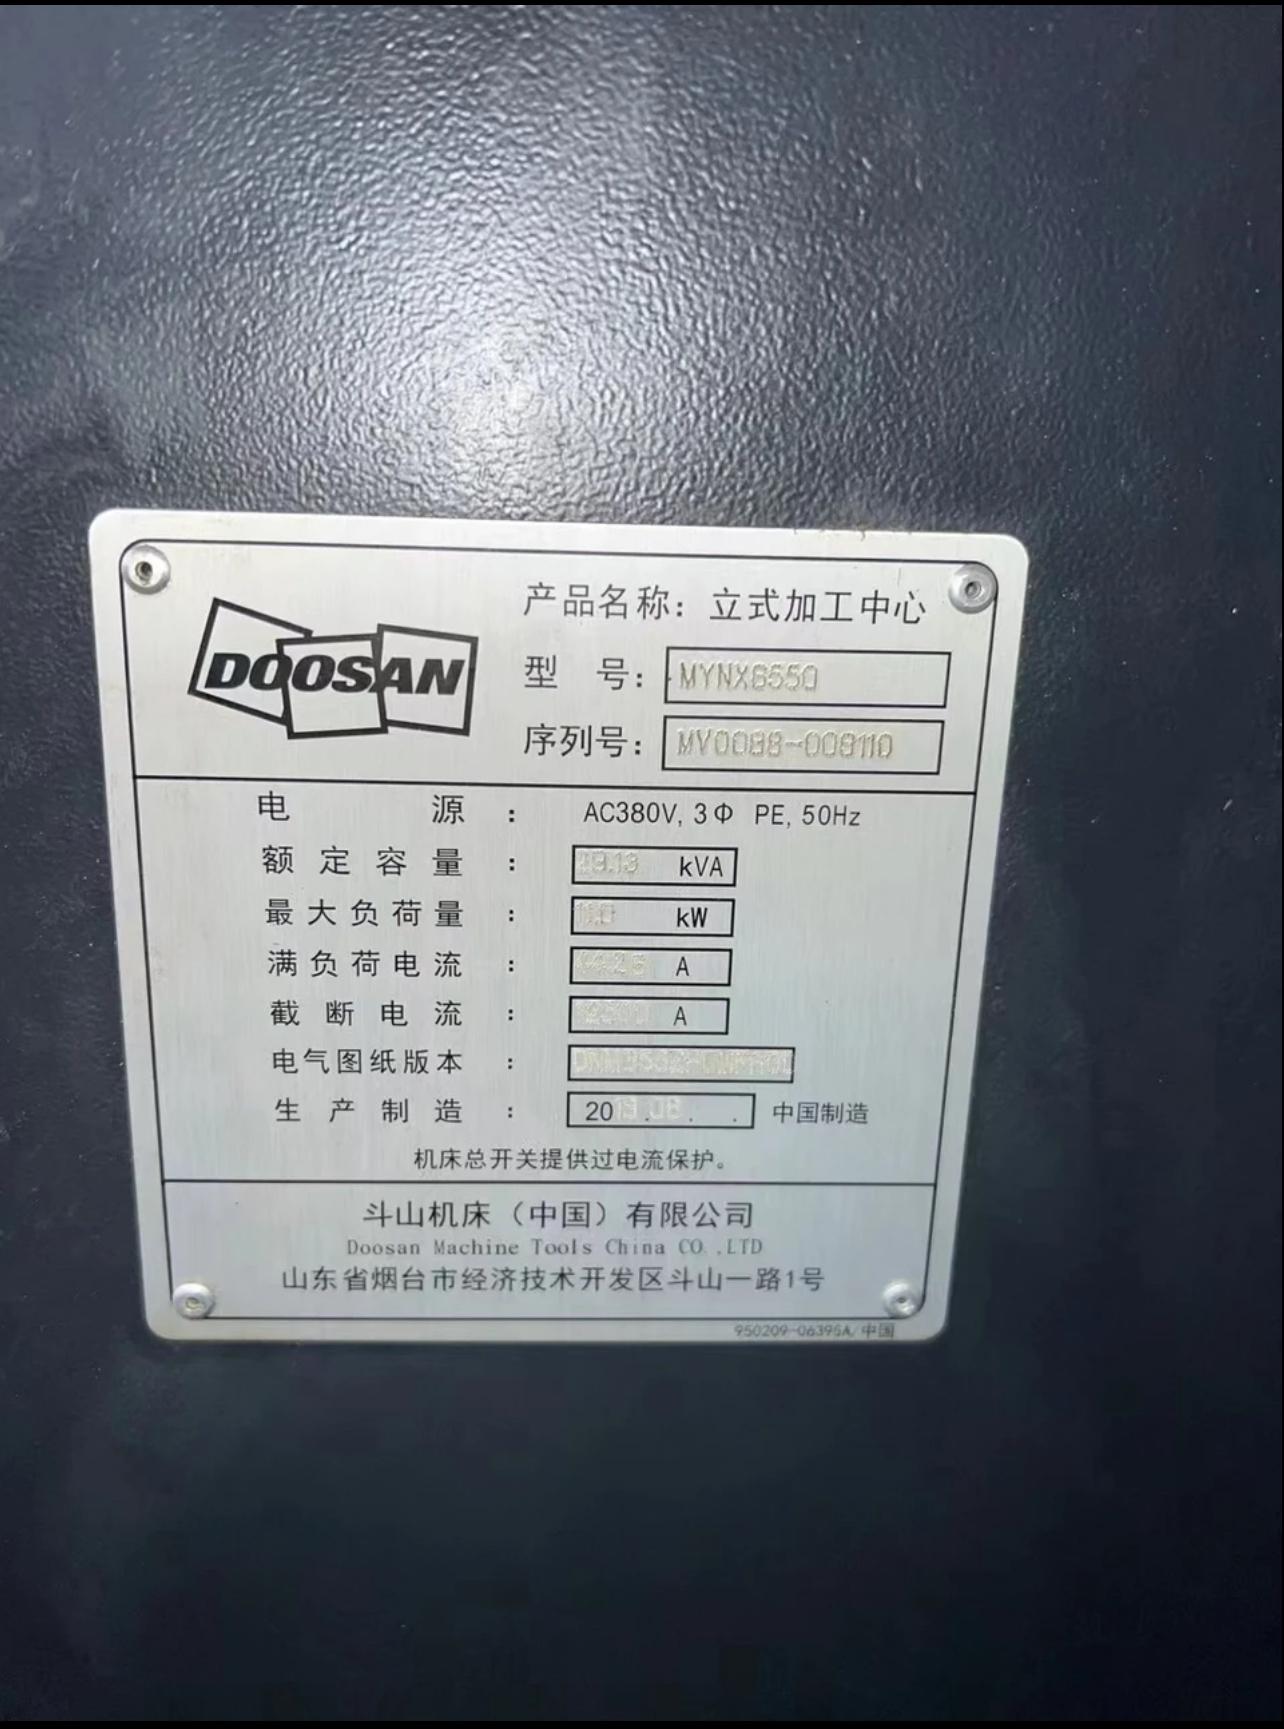 DOOSAN
产品名称：立式加工中心
型 号： MYNX6550
序列号： MV0088-008110
电 源 ： AC380V, 3Φ PE, 50Hz
额定容量 ： kVA
最大负荷量 ： kW
满负荷电流 ： A
截断电流 ： A
电气图纸版本 ：
生产制造 ： 2019.08. . 中国制造
机床总开关提供过电流保护。
斗山机床（中国）有限公司
Doosan Machine Tools China CO.,LTD
山东省烟台市经济技术开发区斗山一路1号
950209-06395A/中国